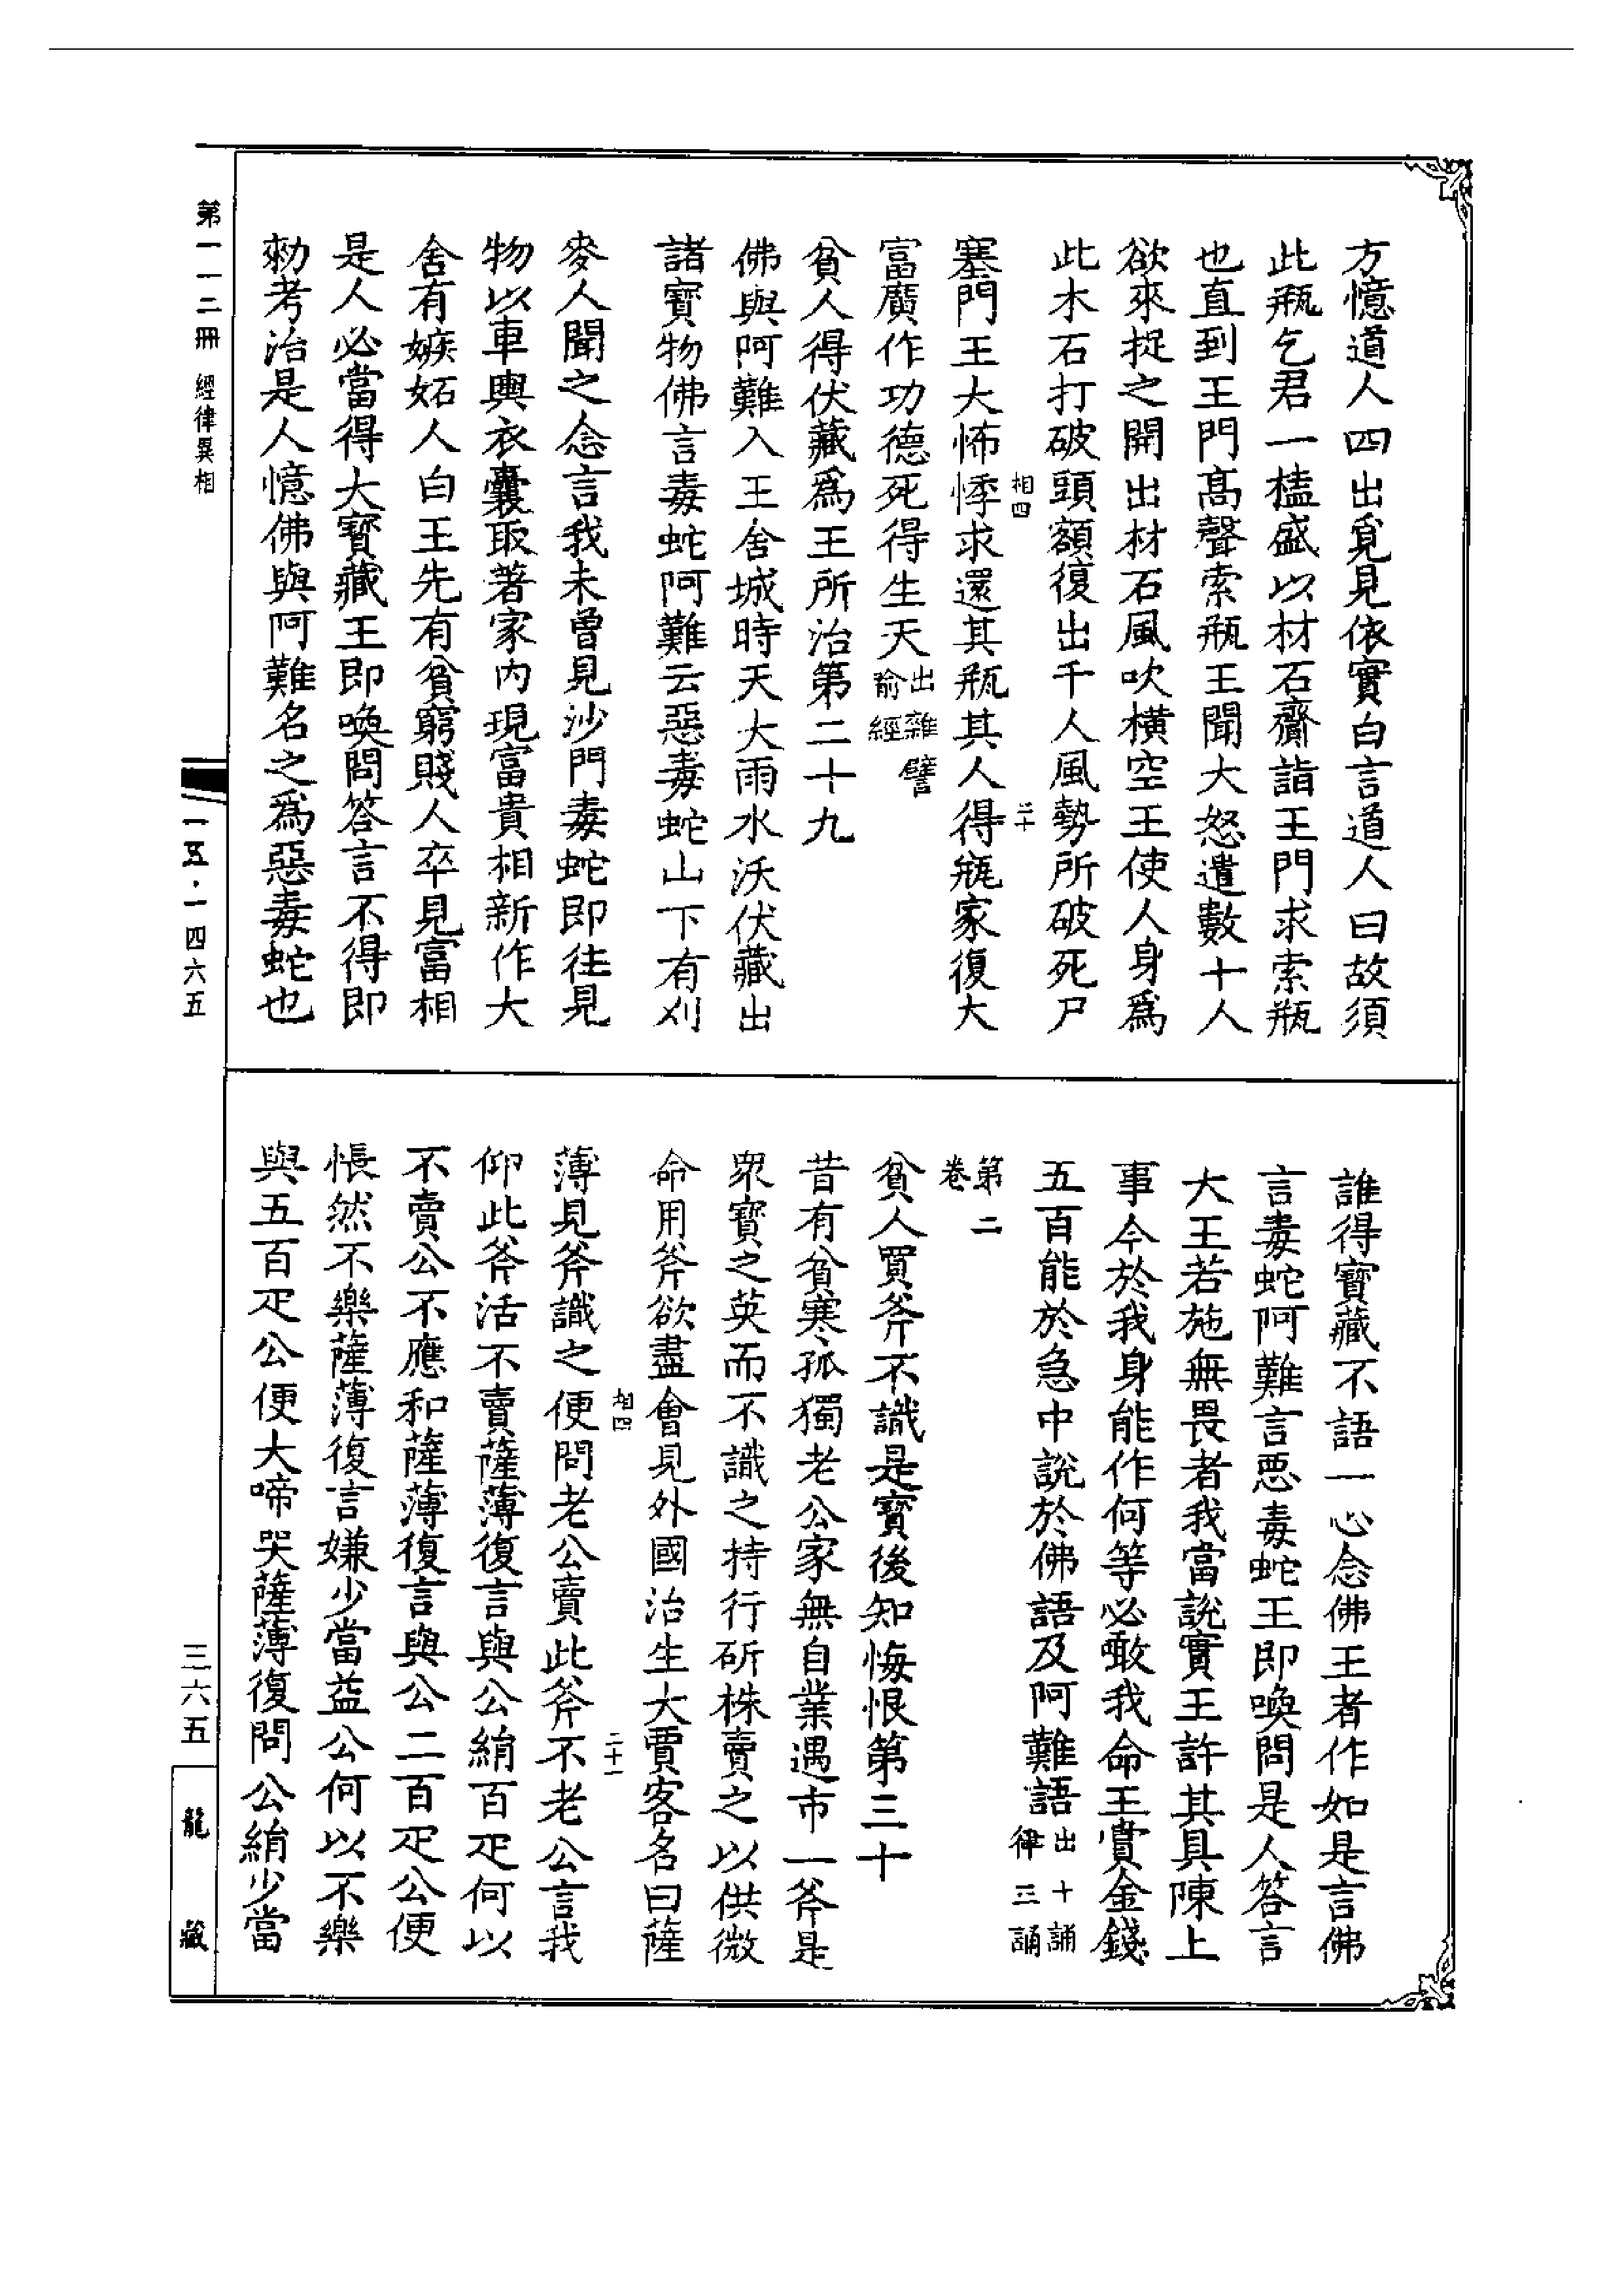 方憶道人四出覓見依實白言道人曰故須
此瓶乞君一榼盛以材石齎詣王門求索瓶
也直到王門高聲索瓶王聞大怒遣數十人
欲來捉之開出材石風吹橫空王使人身爲
此木石打破頭額復出千人風勢所破死尸
相四
三十
塞門王大怖悸求還其瓶其人得瓶家復大
富廣作功德死得生天出雜譬
喻經
貧人得伏藏爲王所治第二十九
佛與阿難入王舍城時天大雨水沃伏藏出
諸寶物佛言毒蛇阿難云惡毒蛇山下有刈
麥人聞之念言我未曾見沙門毒蛇即往見
物以車輿衣囊取著家內現富貴相新作大
舍有嫉妬人白王先有貧窮賤人卒見富相
是人必當得大寶藏王即喚問答言不得即
勑考治是人憶佛與阿難名之爲惡毒蛇也
誰得寶藏不語一心念佛王者作如是言佛
言毒蛇阿難言惡毒蛇王即喚問是人答言
大王若施無畏者我當說實王許其具陳上
事今於我身能作何等必敢我命王賞金錢
五百能於急中說於佛語及阿難語出十誦
律三誦
第二
卷
貧人買斧不識是寶後知悔恨第三十
昔有貧寒孤獨老公家無自業遇市一斧是
衆寶之英而不識之持行斫株賣之以供微
命用斧欲盡會見外國治生大賈客名曰薩
相四
二十一
薄見斧識之便問老公賣此斧不老公言我
仰此斧活不賣薩薄復言與公絹百疋何以
不賣公不應和薩薄復言與公二百疋公便
悵然不樂薩薄復言嫌少當益公何以不樂
與五百疋公便大啼哭薩薄復問公絹少當
第一一二冊 經律異相
一五·一四六五
三六五
龍藏